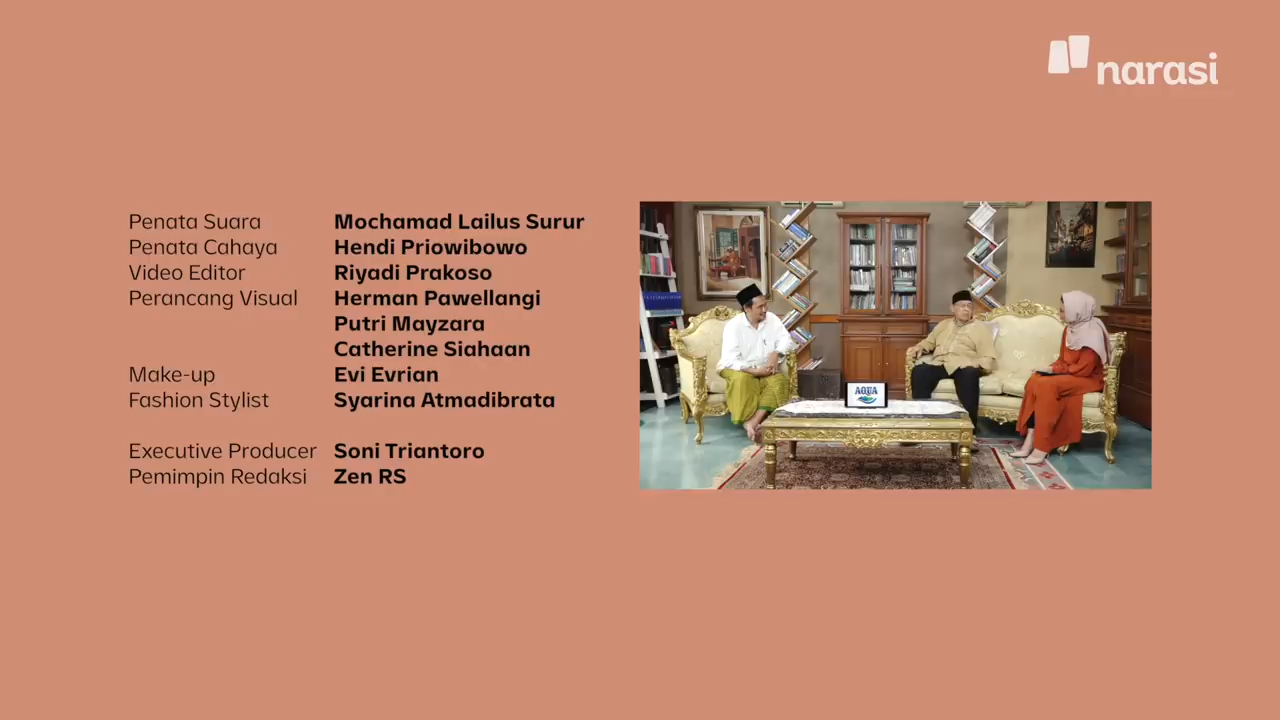 narasi
Penata Suara Mochamad Lailus Surur
Penata Cahaya Hendi Priowibowo
Video Editor Riyadi Prakoso
Perancang Visual Herman Pawellangi
Putri Mayzara
Catherine Siahaan
Make-up Evi Evrian
Fashion Stylist Syarina Atmadibrata
Executive Producer Soni Triantoro
Pemimpin Redaksi Zen RS
AQUA